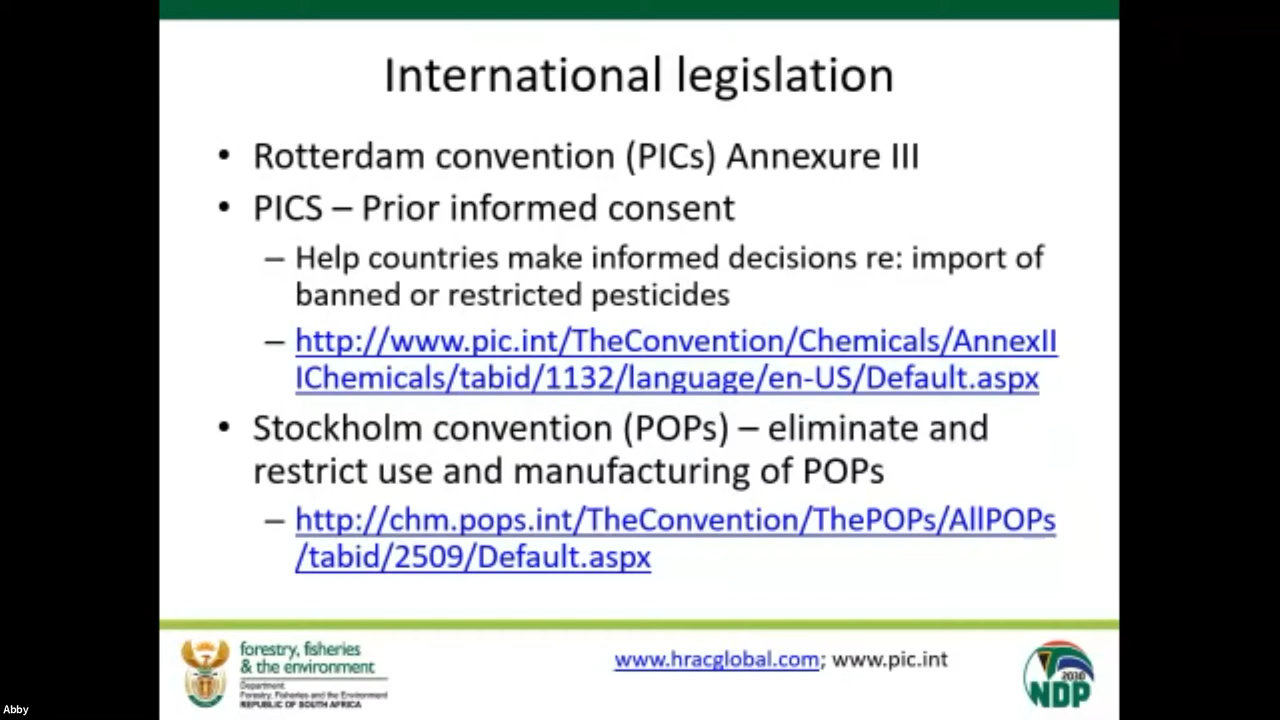 International legislation
• Rotterdam convention (PICs) Annexure III
• PICS – Prior informed consent
– Help countries make informed decisions re: import of
banned or restricted pesticides
– http://www.pic.int/TheConvention/Chemicals/AnnexII
IChemicals/tabid/1132/language/en-US/Default.aspx
• Stockholm convention (POPs) – eliminate and
restrict use and manufacturing of POPs
– http://chm.pops.int/TheConvention/ThePOPs/AllPOPs
/tabid/2509/Default.aspx
forestry, fisheries
& the environment
Department:
Forestry, Fisheries and the Environment
REPUBLIC OF SOUTH AFRICA
www.hracglobal.com; www.pic.int
2030
NDP
Abby